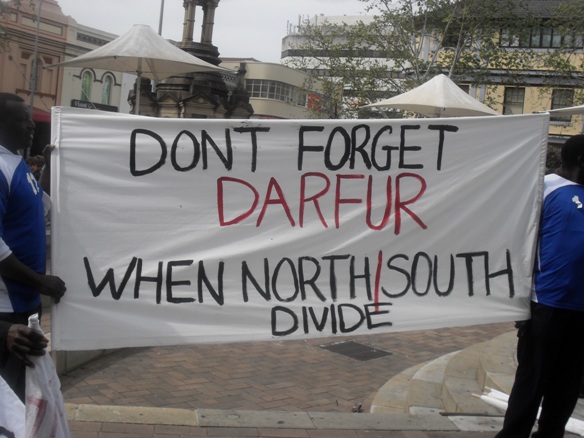 DONT FORGET
DARFUR
WHEN NORTH/SOUTH
DIVIDE